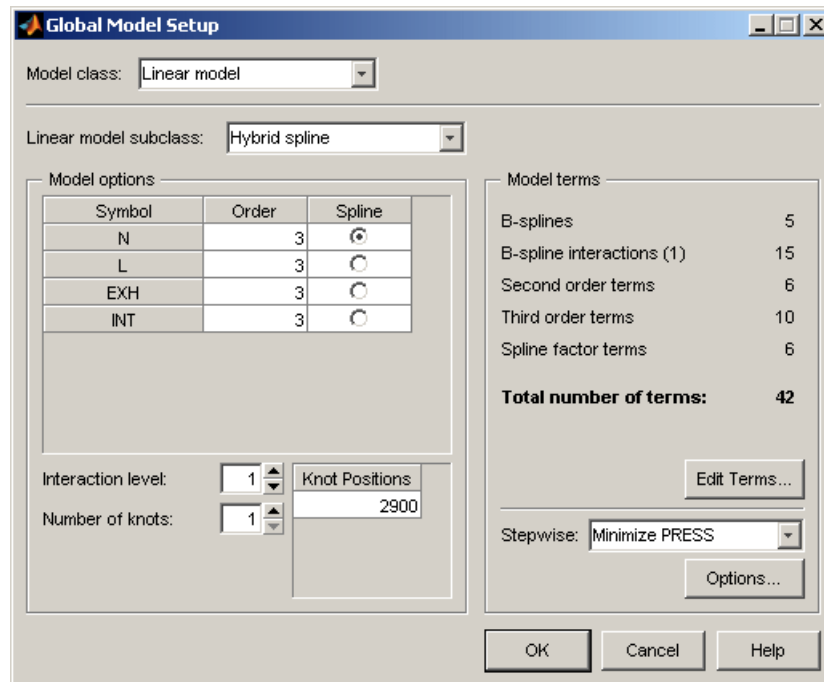 Global Model Setup
Model class: Linear model
Linear model subclass: Hybrid spline
Model options
Symbol Order Spline
N 3
L 3
EXH 3
INT 3
Interaction level: 1
Number of knots: 1
Knot Positions
2900
Model terms
B-splines 5
B-spline interactions (1) 15
Second order terms 6
Third order terms 10
Spline factor terms 6
Total number of terms: 42
Edit Terms...
Stepwise: Minimize PRESS
Options...
OK Cancel Help